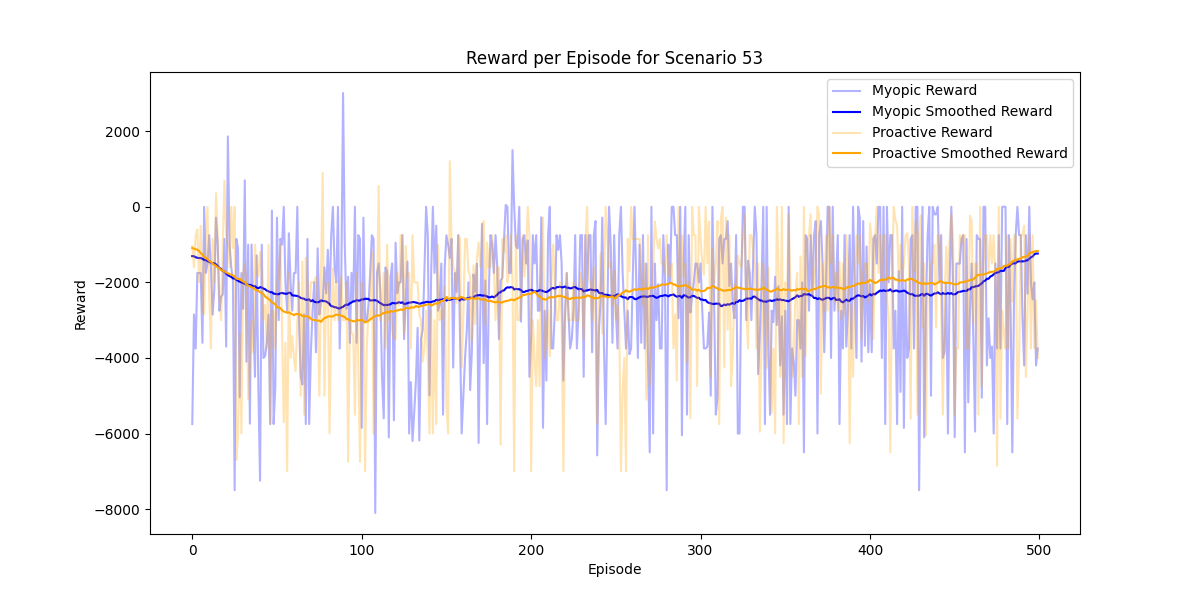 Reward per Episode for Scenario 53
Myopic Reward
Myopic Smoothed Reward
Proactive Reward
Proactive Smoothed Reward
Reward
2000
0
−2000
−4000
−6000
−8000
0 100 200 300 400 500
Episode